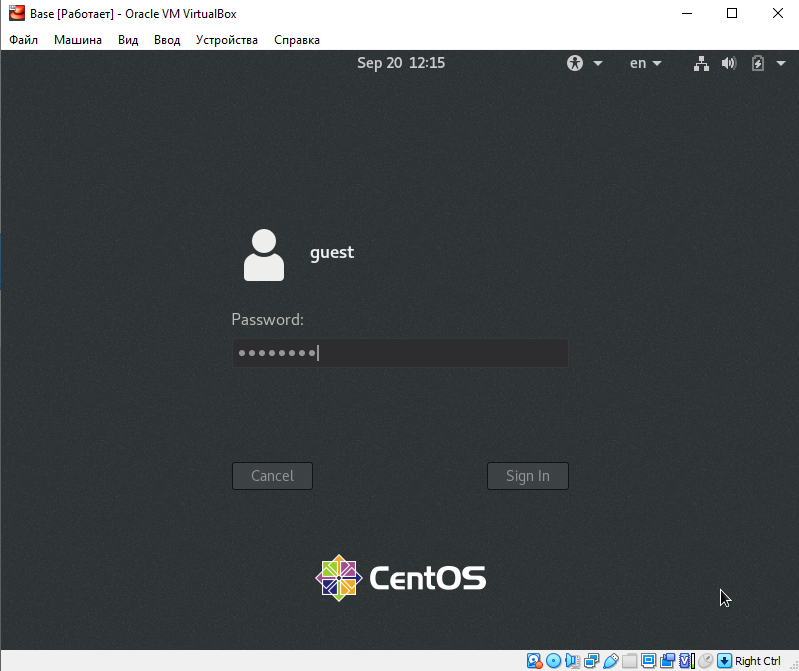 Base [Работает] - Oracle VM VirtualBox
Файл Машина Вид Ввод Устройства Справка
Sep 20 12:15 en
guest
Password:
Cancel Sign In
CentOS
Right Ctrl